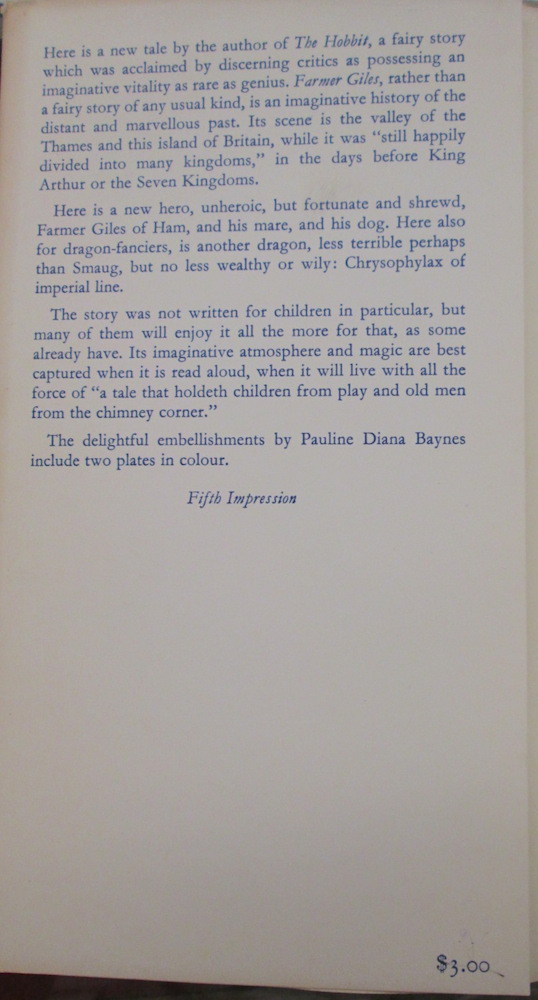 Here is a new tale by the author of The Hobbit, a fairy story
which was acclaimed by discerning critics as possessing an
imaginative vitality as rare as genius. Farmer Giles, rather than
a fairy story of any usual kind, is an imaginative history of the
distant and marvellous past. Its scene is the valley of the
Thames and this island of Britain, while it was “still happily
divided into many kingdoms,” in the days before King
Arthur or the Seven Kingdoms.
Here is a new hero, unheroic, but fortunate and shrewd,
Farmer Giles of Ham, and his mare, and his dog. Here also
for dragon-fanciers, is another dragon, less terrible perhaps
than Smaug, but no less wealthy or wily: Chrysophylax of
imperial line.
The story was not written for children in particular, but
many of them will enjoy it all the more for that, as some
already have. Its imaginative atmosphere and magic are best
captured when it is read aloud, when it will live with all the
force of “a tale that holdeth children from play and old men
from the chimney corner.”
The delightful embellishments by Pauline Diana Baynes
include two plates in colour.
Fifth Impression
$3.00